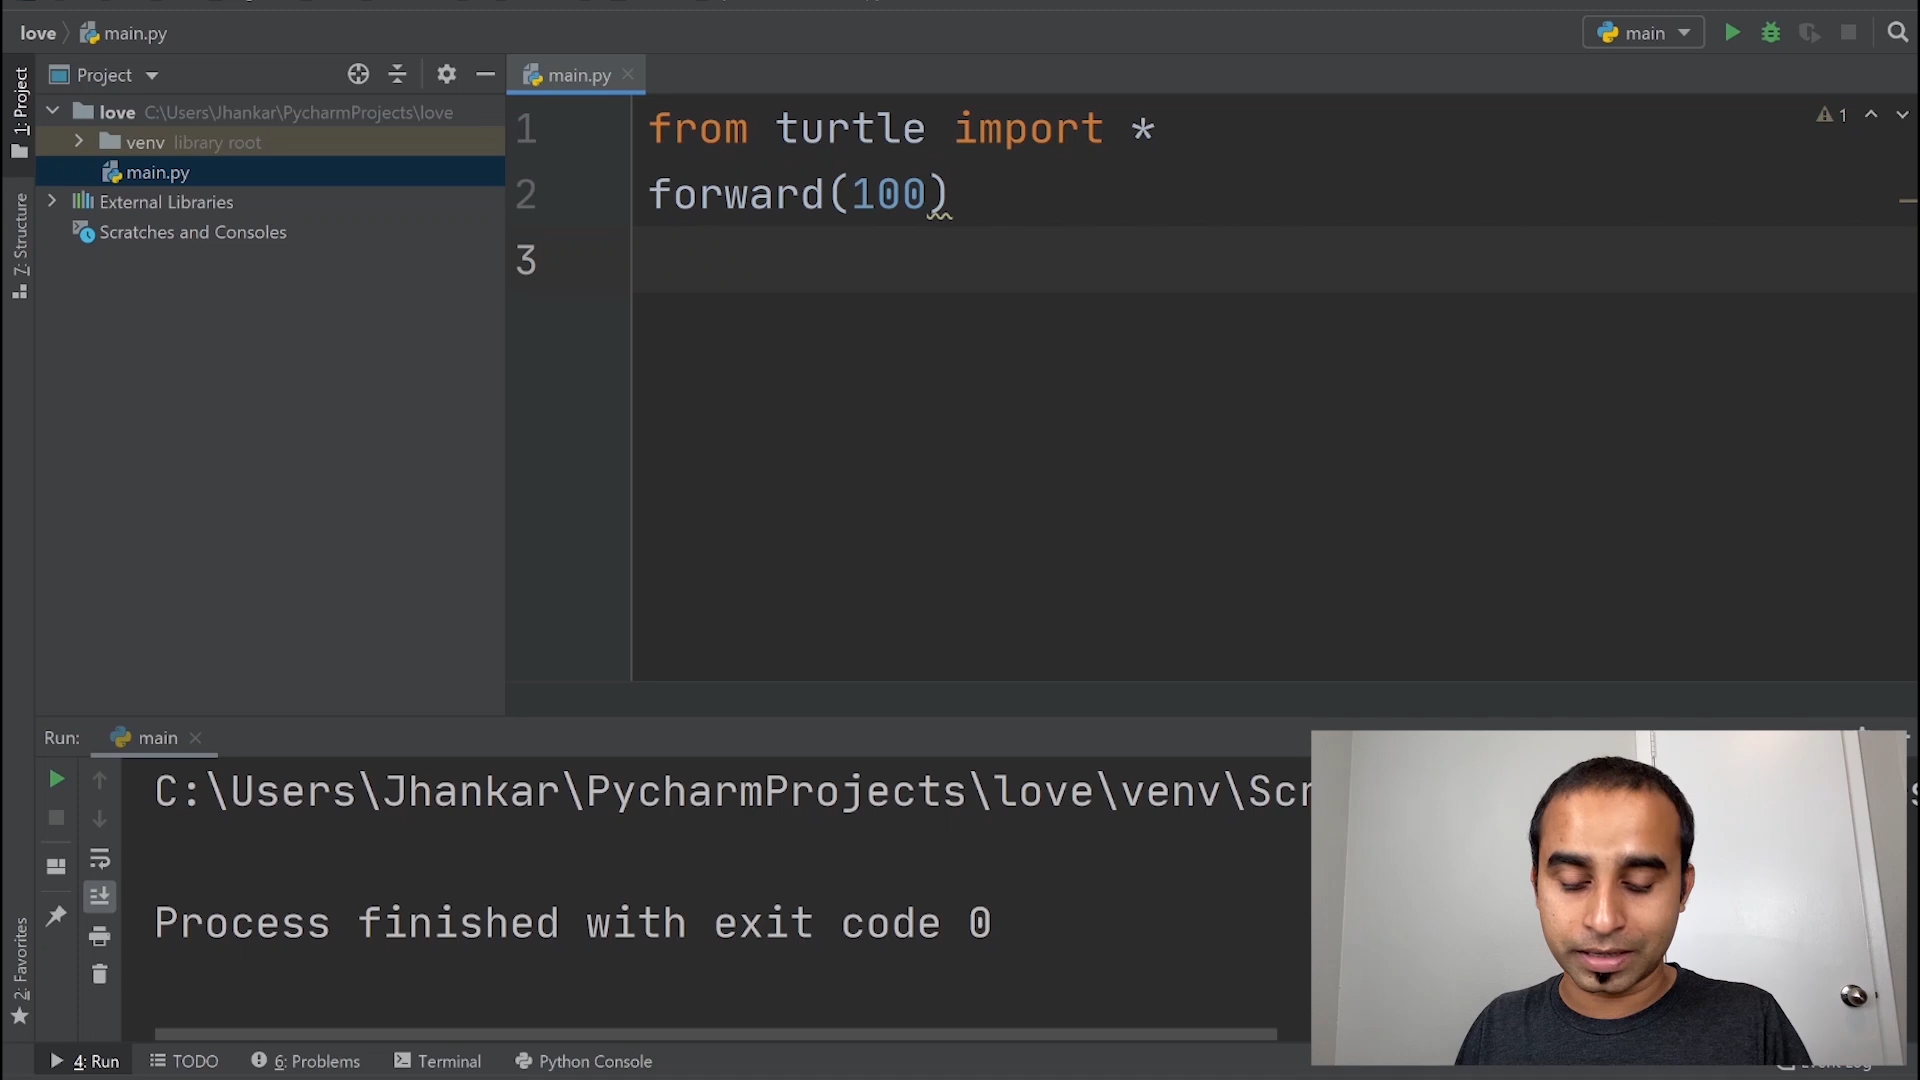 love main.py
main
1: Project
Project
main.py
love C:\Users\Jhankar\PycharmProjects\love
venv library root
main.py
External Libraries
Scratches and Consoles
7: Structure
1 from turtle import *
2 forward(100)
3
1
Run: main
C:\Users\Jhankar\PycharmProjects\love\venv\Scr
Process finished with exit code 0
2: Favorites
4: Run TODO 6: Problems Terminal Python Console